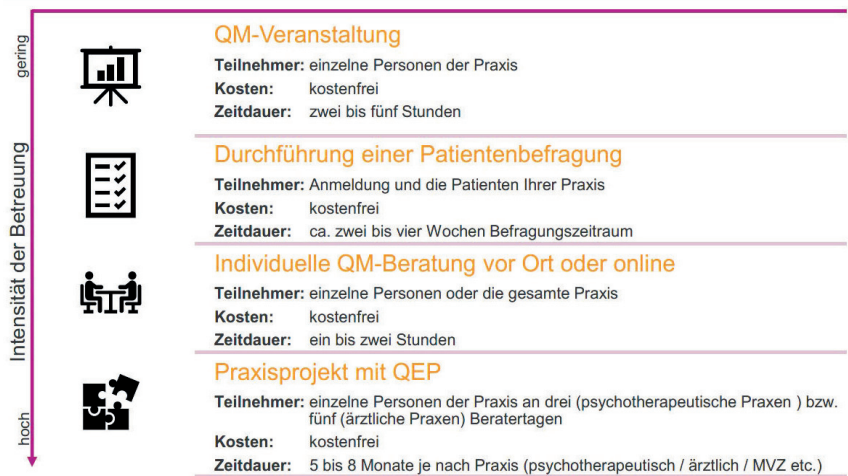 gering
Intensität der Betreuung
hoch
QM-Veranstaltung
Teilnehmer: einzelne Personen der Praxis
Kosten: kostenfrei
Zeitdauer: zwei bis fünf Stunden
Durchführung einer Patientenbefragung
Teilnehmer: Anmeldung und die Patienten Ihrer Praxis
Kosten: kostenfrei
Zeitdauer: ca. zwei bis vier Wochen Befragungszeitraum
Individuelle QM-Beratung vor Ort oder online
Teilnehmer: einzelne Personen oder die gesamte Praxis
Kosten: kostenfrei
Zeitdauer: ein bis zwei Stunden
Praxisprojekt mit QEP
Teilnehmer: einzelne Personen der Praxis an drei (psychotherapeutische Praxen ) bzw.
fünf (ärztliche Praxen) Beratertagen
Kosten: kostenfrei
Zeitdauer: 5 bis 8 Monate je nach Praxis (psychotherapeutisch / ärztlich / MVZ etc.)